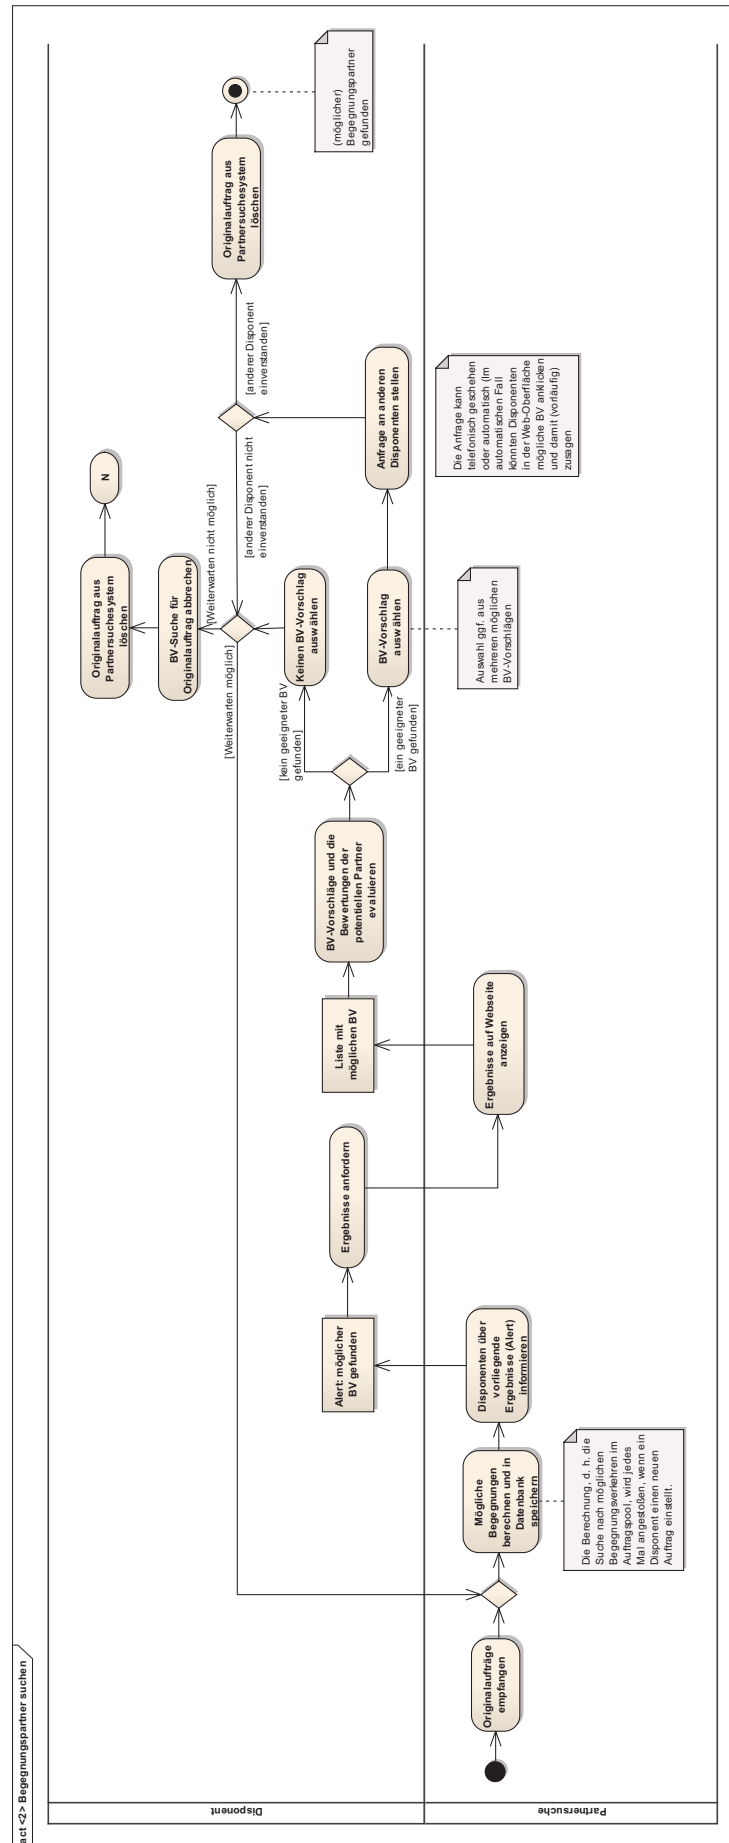 act <2> Begegnungspartner suchen
Disponent
Partnersuche
Originalaufträge
empfangen
Mögliche
Begegnungen
berechnen und in
Datenbank
speichern
Die Berechnung, d. h. die
Suche nach möglichen
Begegnungsverkehren im
Auftragspool, wird jedes
Mal angestoßen, wenn ein
Disponent einen neuen
Auftrag einstellt.
Disponenten über
vorliegende
Ergebnisse (Alert)
informieren
Alert: möglicher
BV gefunden
Ergebnisse anfordern
Ergebnisse auf Webseite
anzeigen
Liste mit
möglichen BV
BV-Vorschläge und die
Bewertungen der
potentiellen Partner
evaluieren
[kein geeigneter BV
gefunden]
[ein geeigneter
BV gefunden]
Keinen BV-Vorschlag
auswählen
BV-Vorschlag
auswählen
Auswahl ggf. aus
mehreren möglichen
BV-Vorschlägen
[Weiterwarten möglich]
[Weiterwarten nicht möglich]
BV-Suche für
Originalauftrag abbrechen
Originalauftrag aus
Partnersuchesystem
löschen
N
Anfrage an anderen
Disponenten stellen
Die Anfrage kann
telefonisch geschehen
oder automatisch (Im
automatischen Fall
könnten Disponenten
in der Web-Oberfläche
mögliche BV anklicken
und damit (vorläufig)
zusagen
[anderer Disponent nicht
einverstanden]
[anderer Disponent
einverstanden]
Originalauftrag aus
Partnersuchesystem
löschen
(möglicher)
Begegnungspartner
gefunden